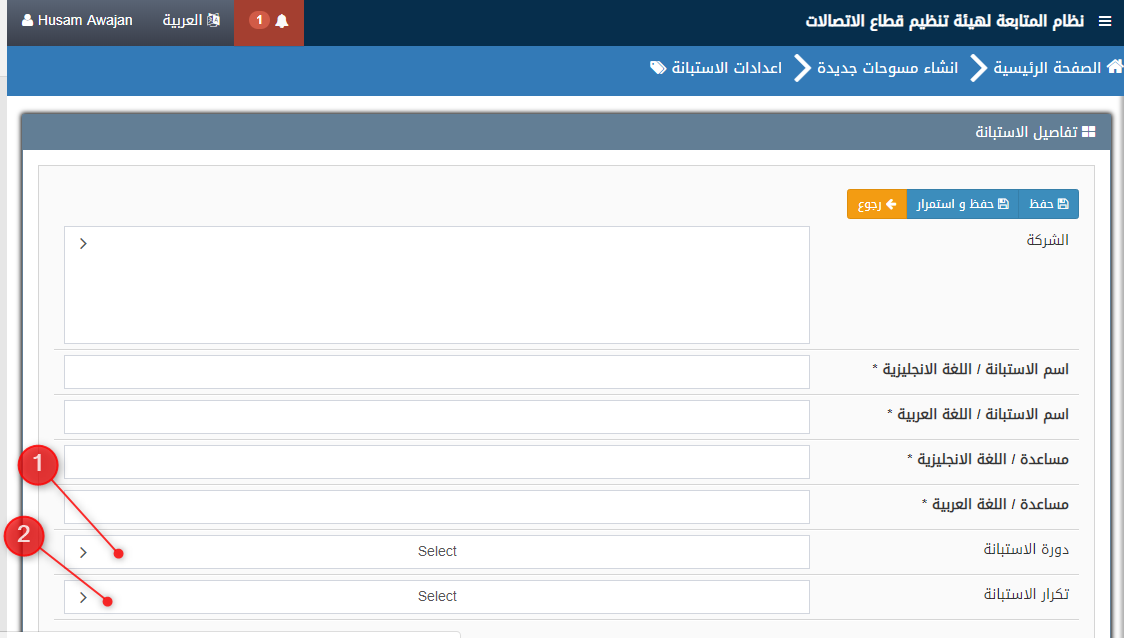 نظام المتابعة لهيئة تنظيم قطاع الاتصالات
1
العربية
Husam Awajan
الصفحة الرئيسية
انشاء مسوحات جديدة
اعدادات الاستبانة
تفاصيل الاستبانة
حفظ
حفظ و استمرار
رجوع
الشركة
اسم الاستبانة / اللغة الانجليزية *
اسم الاستبانة / اللغة العربية *
مساعدة / اللغة الانجليزية *
1
مساعدة / اللغة العربية *
2
دورة الاستبانة
Select
تكرار الاستبانة
Select